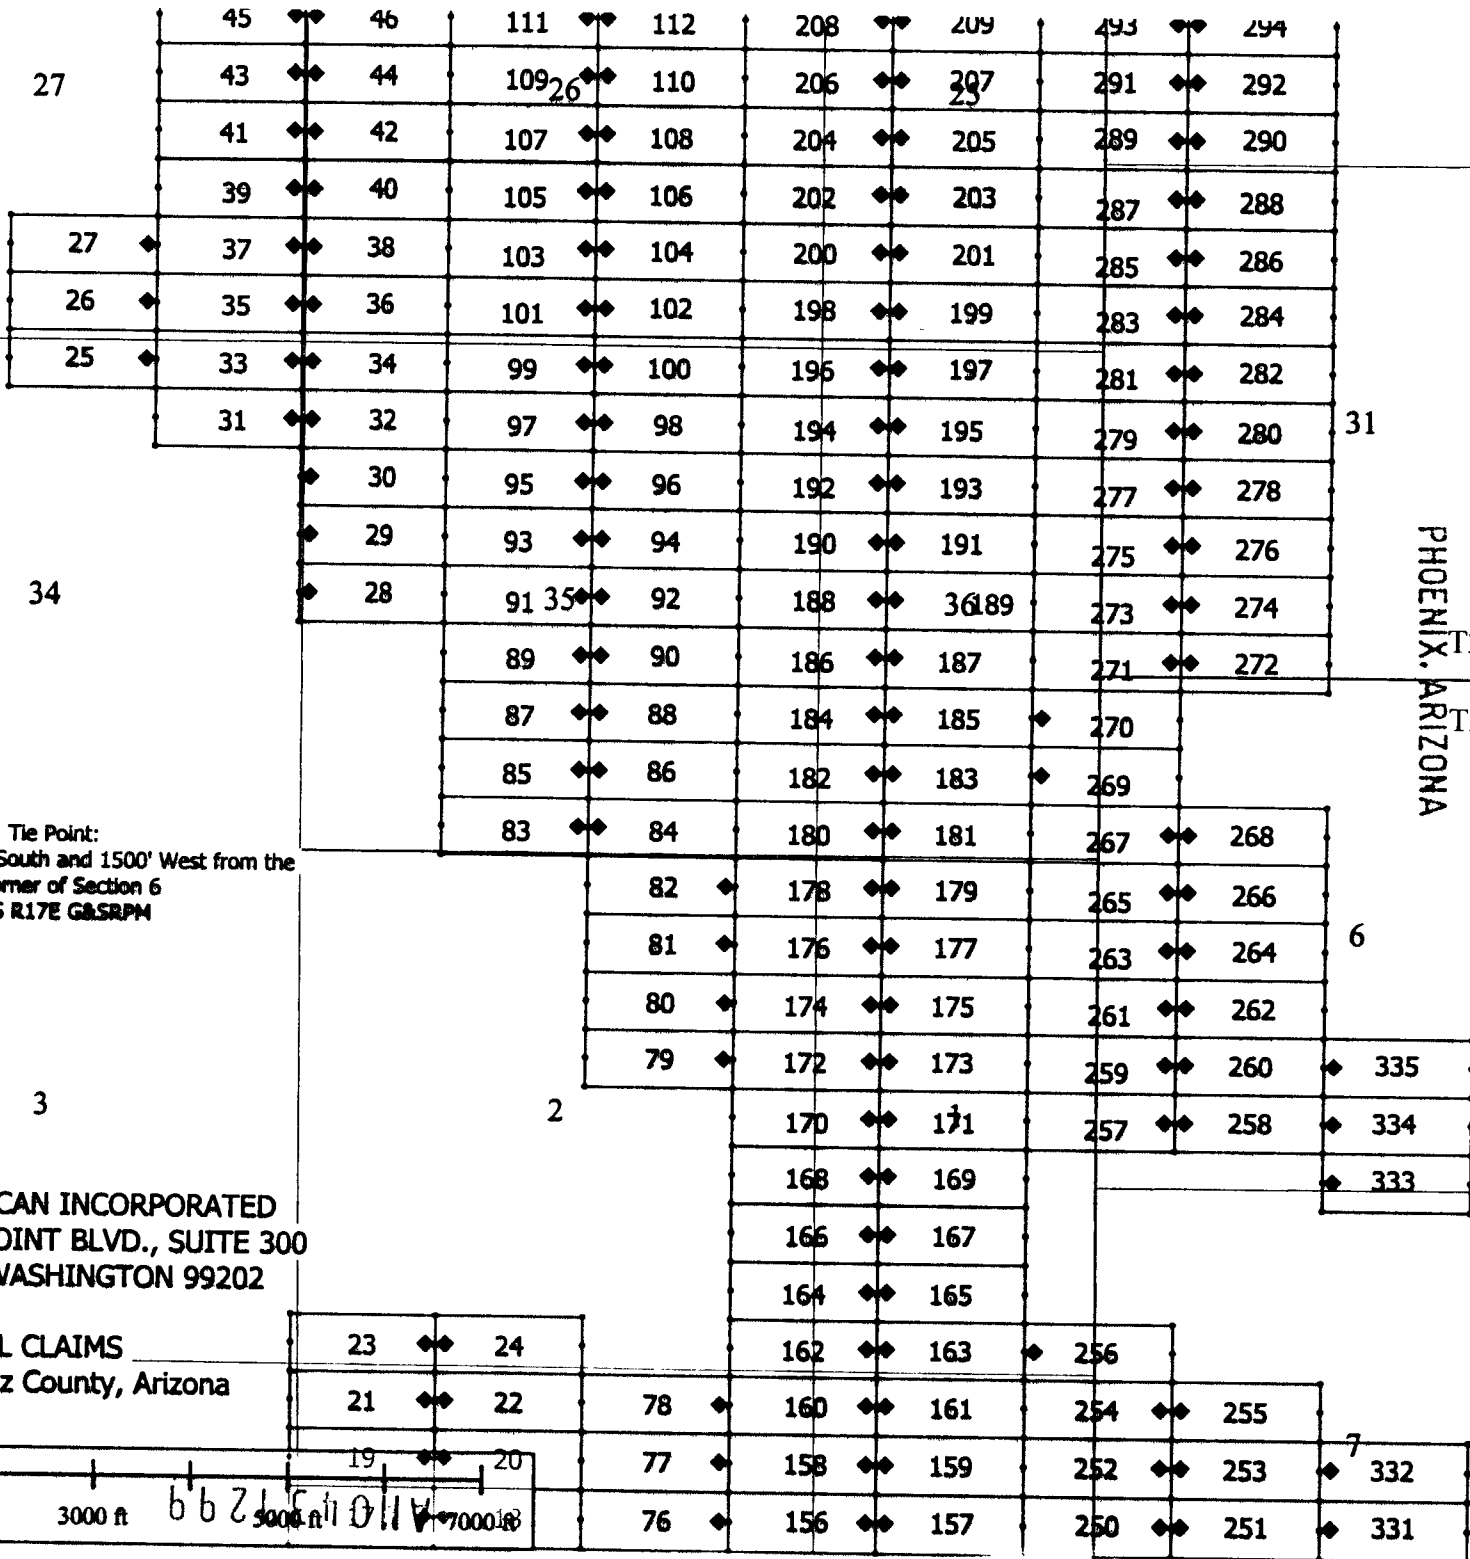 45 46 111 112 208 209 293 294
27 43 44 109 26 110 206 207 25 291 292
41 42 107 108 204 205 289 290
39 40 105 106 202 203 287 288
27 37 38 103 104 200 201 285 286
26 35 36 101 102 198 199 283 284
25 33 34 99 100 196 197 281 282
31 32 97 98 194 195 279 280 31
30 95 96 192 193 277 278
29 93 94 190 191 275 276
34 28 91 35 92 188 36 189 273 274
89 90 186 187 271 272
87 88 184 185 270
85 86 182 183 269
83 84 180 181 267 268
82 178 179 265 266
81 176 177 263 264 6
80 174 175 261 262
79 172 173 259 260 335
3 2 170 171 1 257 258 334
168 169 333
166 167
164 165
23 24 162 163 256
21 22 78 160 161 254 255
19 20 77 158 159 252 253 7 332
76 156 157 250 251 331
PHOENIX, ARIZONA
Tie Point:
South and 1500' West from the
of Section 6
R17E G&SRPM
INCORPORATED
BLVD., SUITE 300
WASHINGTON 99202
CLAIMS
County, Arizona
3000 ft 5000 ft 7000 ft